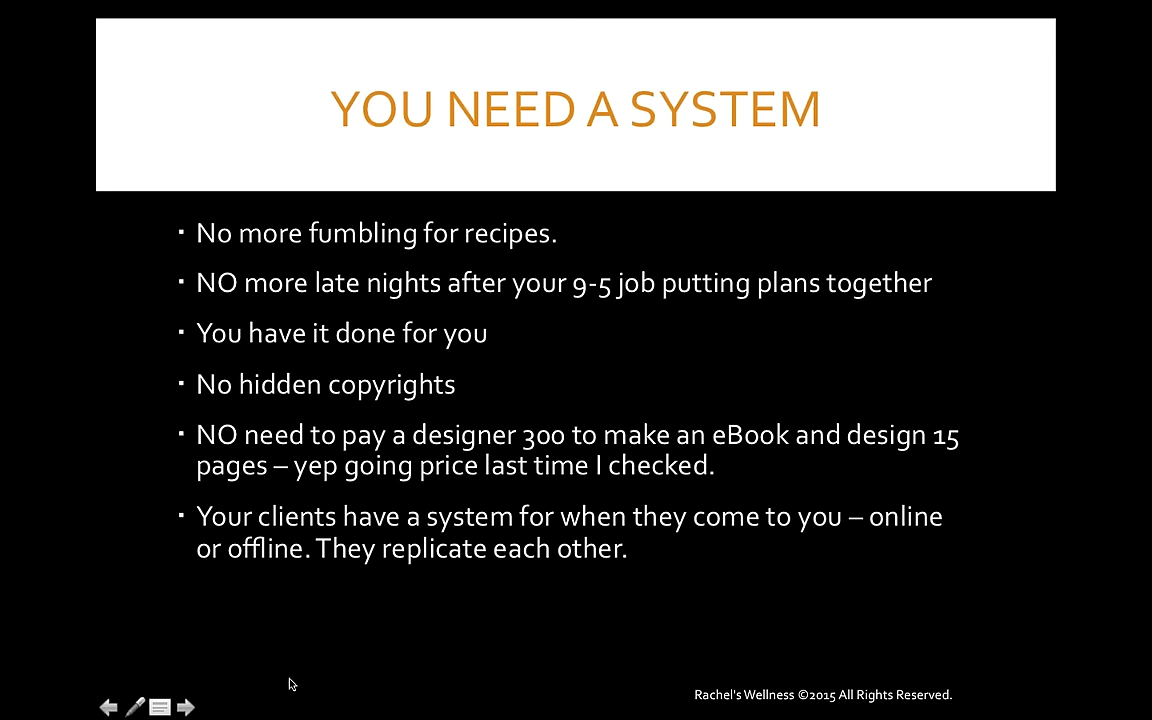 YOU NEED A SYSTEM
▪ No more fumbling for recipes.
▪ NO more late nights after your 9-5 job putting plans together
▪ You have it done for you
▪ No hidden copyrights
▪ NO need to pay a designer 300 to make an eBook and design 15
pages – yep going price last time I checked.
▪ Your clients have a system for when they come to you – online
or offline. They replicate each other.
Rachel's Wellness ©2015 All Rights Reserved.